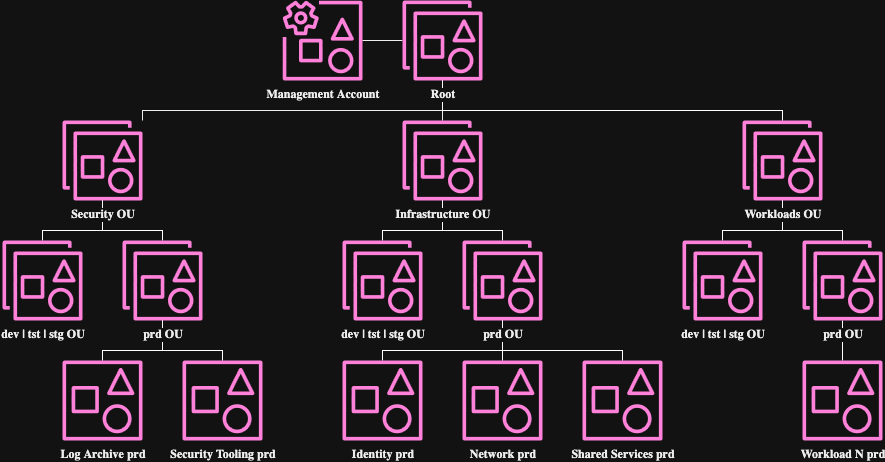 Management Account
Root
Security OU
Infrastructure OU
Workloads OU
dev | tst | stg OU
prd OU
dev | tst | stg OU
prd OU
dev | tst | stg OU
prd OU
Log Archive prd
Security Tooling prd
Identity prd
Network prd
Shared Services prd
Workload N prd